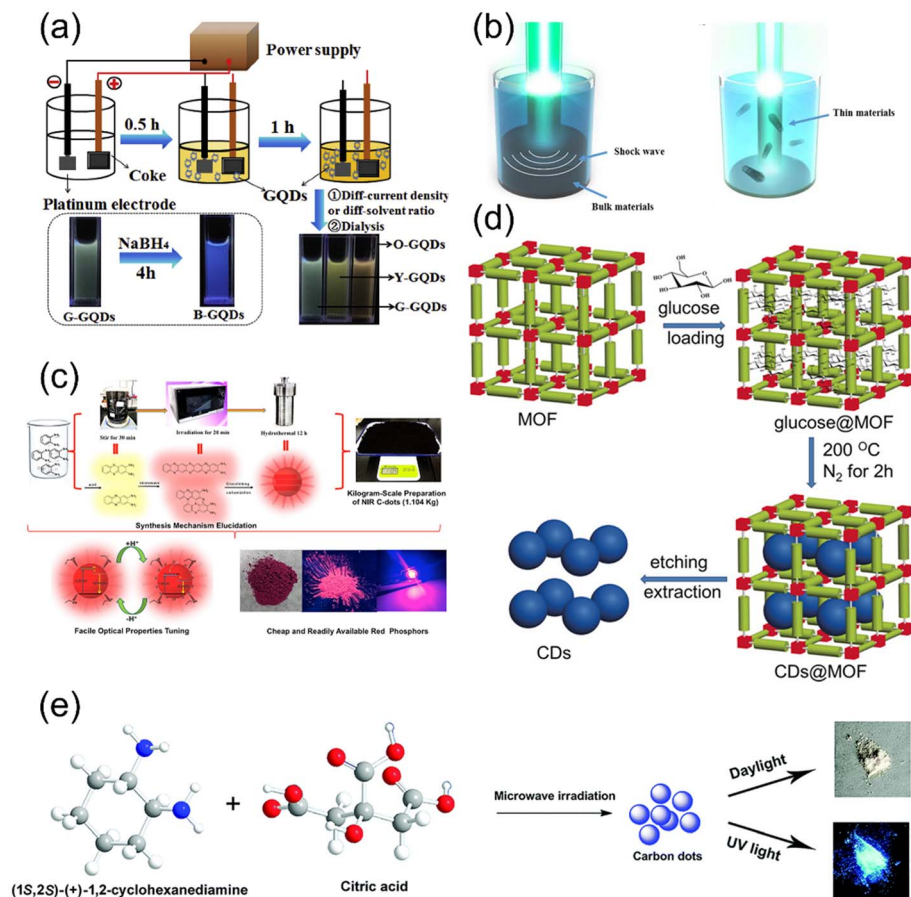 (a)
Power supply
0.5 h
1 h
Coke
GQDs
Platinum electrode
①Diff-current density
or diff-solvent ratio
②Dialysis
NaBH4
4h
G-GQDs
B-GQDs
O-GQDs
Y-GQDs
G-GQDs
(b)
Shock wave
Bulk materials
Thin materials
(c)
Stir for 30 min
Irradiation for 20 min
Hydrothermal 12 h
Kilogram-Scale Preparation
of NIR C-dots (1.104 Kg)
Synthesis Mechanism Elucidation
+H+
-H+
Facile Optical Properties Tuning
Cheap and Readily Available Red Phosphors
(d)
MOF
glucose
loading
glucose@MOF
200 °C
N2 for 2h
CDs@MOF
etching
extraction
CDs
(e)
(1S,2S)-(+)-1,2-cyclohexanediamine
+
Citric acid
Microwave irradiation
Carbon dots
Daylight
UV light